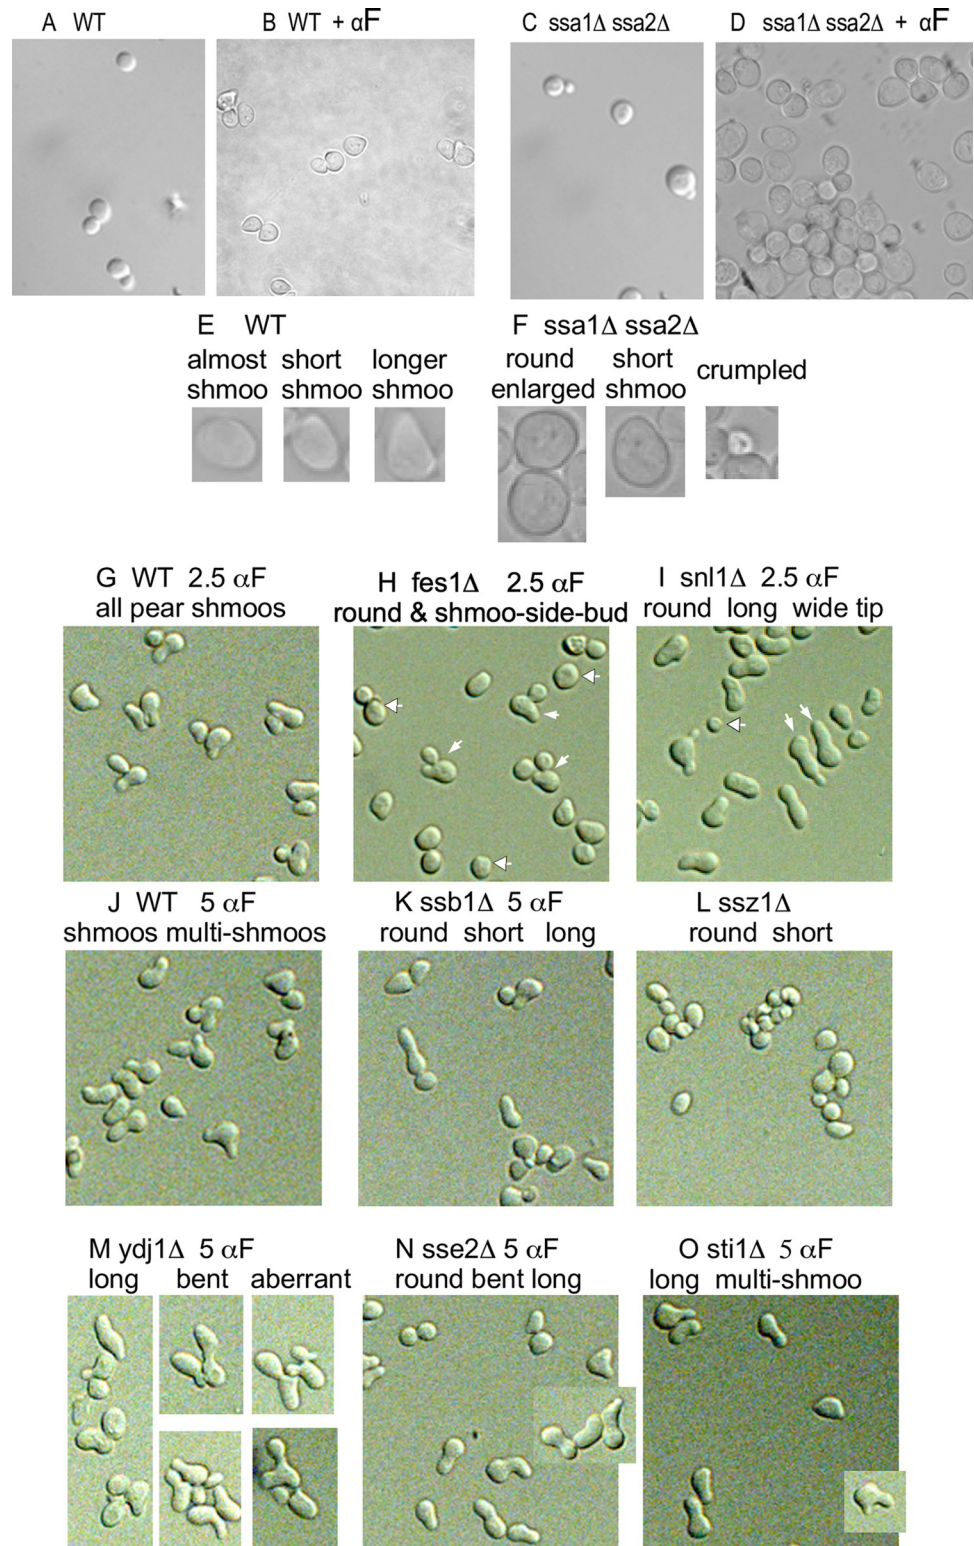 A WT
B WT + αF
C ssa1Δ ssa2Δ
D ssa1Δ ssa2Δ + αF
E WT
almost shmoo
short shmoo
longer shmoo
F ssa1Δ ssa2Δ
round enlarged
short shmoo
crumpled
G WT 2.5 αF
all pear shmoos
H fes1Δ 2.5 αF
round & shmoo-side-bud
I snl1Δ 2.5 αF
round long wide tip
J WT 5 αF
shmoos multi-shmoos
K ssb1Δ 5 αF
round short long
L ssz1Δ
round short
M ydj1Δ 5 αF
long bent aberrant
N sse2Δ 5 αF
round bent long
O sti1Δ 5 αF
long multi-shmoo